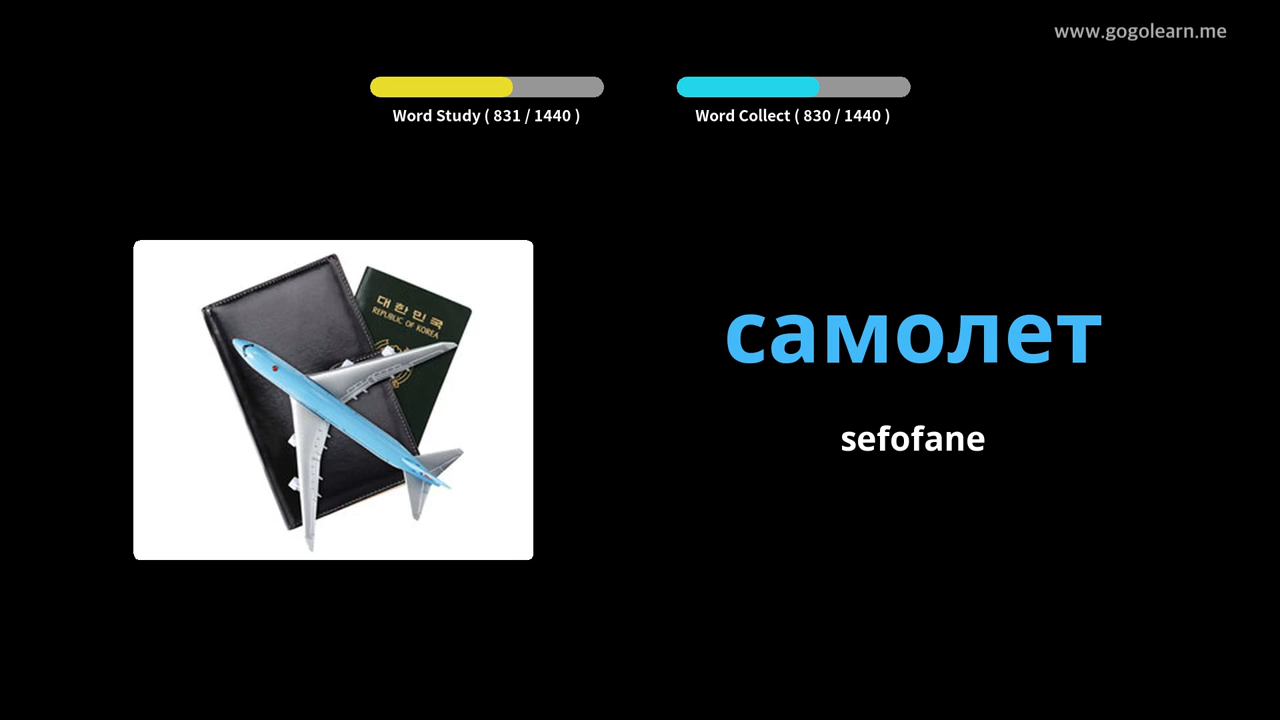 www.gogolearn.me
Word Study ( 831 / 1440 )
Word Collect ( 830 / 1440 )
대한민국
REPUBLIC OF KOREA
самолет
sefofane